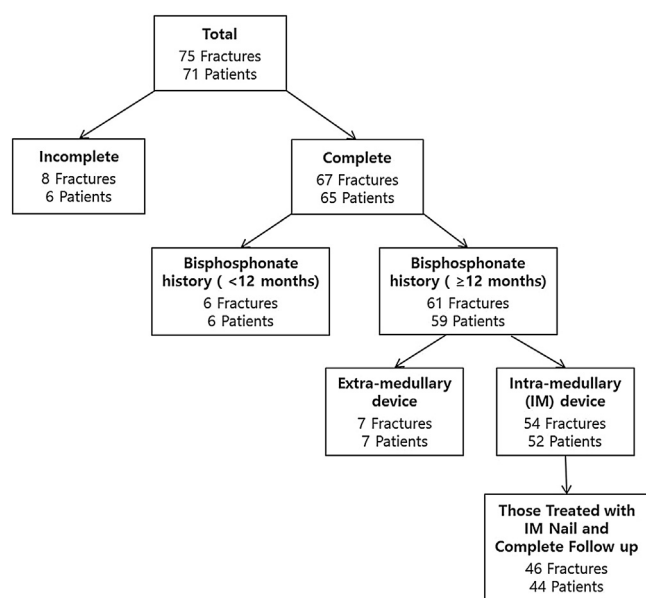 Total
75 Fractures
71 Patients
Incomplete
8 Fractures
6 Patients
Complete
67 Fractures
65 Patients
Bisphosphonate
history ( <12 months)
6 Fractures
6 Patients
Bisphosphonate
history ( ≥12 months)
61 Fractures
59 Patients
Extra-medullary
device
7 Fractures
7 Patients
Intra-medullary
(IM) device
54 Fractures
52 Patients
Those Treated with
IM Nail and
Complete Follow up
46 Fractures
44 Patients